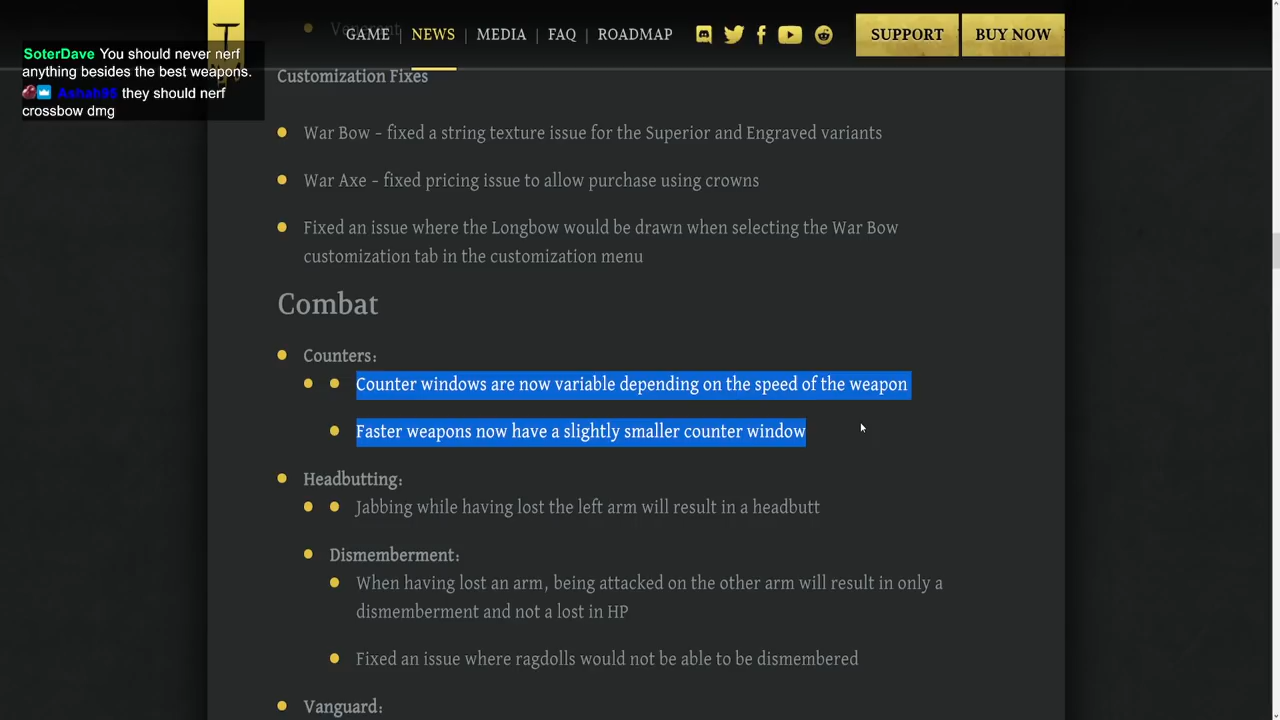 Venerent
GAME | NEWS | MEDIA | FAQ | ROADMAP
SUPPORT
BUY NOW
SoterDave You should never nerf
anything besides the best weapons.
Ashah95 they should nerf
crossbow dmg
Customization Fixes
War Bow – fixed a string texture issue for the Superior and Engraved variants
War Axe – fixed pricing issue to allow purchase using crowns
Fixed an issue where the Longbow would be drawn when selecting the War Bow
customization tab in the customization menu
Combat
Counters:
Counter windows are now variable depending on the speed of the weapon
Faster weapons now have a slightly smaller counter window
Headbutting:
Jabbing while having lost the left arm will result in a headbutt
Dismemberment:
When having lost an arm, being attacked on the other arm will result in only a
dismemberment and not a lost in HP
Fixed an issue where ragdolls would not be able to be dismembered
Vanguard: